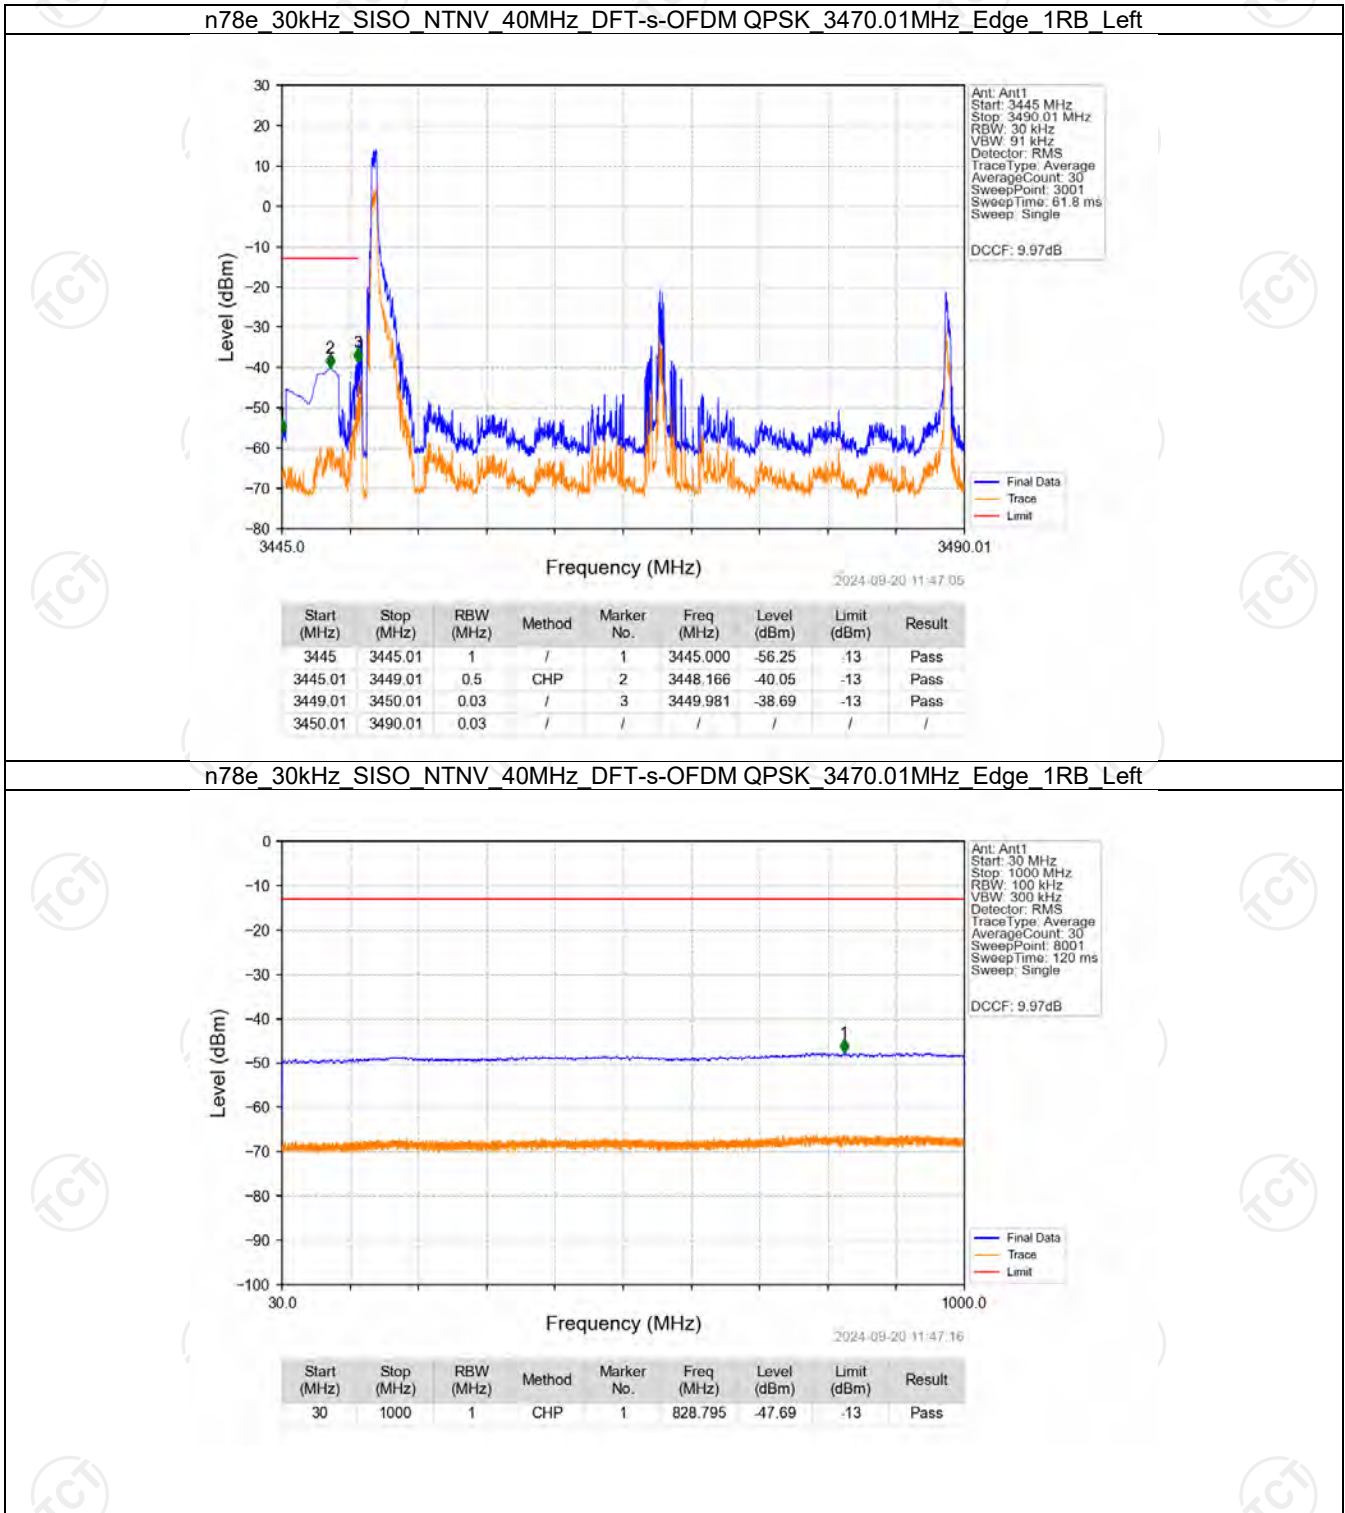 n78e_30kHz_SISO_NTNV_40MHz_DFT-s-OFDM QPSK_3470.01MHz_Edge_1RB_Left
30
20
10
0
−10
−20
−30
−40
−50
−60
−70
−80
Level (dBm)
2
3
3445.0
3490.01
Frequency (MHz)
2024-09-20 11:47:05
Ant: Ant1
Start: 3445 MHz
Stop: 3490.01 MHz
RBW: 30 kHz
VBW: 91 kHz
Detector: RMS
TraceType: Average
AverageCount: 30
SweepPoint: 3001
SweepTime: 61.8 ms
Sweep: Single
DCCF: 9.97dB
Final Data
Trace
Limit
Start (MHz) Stop (MHz) RBW (MHz) Method Marker No. Freq (MHz) Level (dBm) Limit (dBm) Result
3445 3445.01 1 / 1 3445.000 -56.25 -13 Pass
3445.01 3449.01 0.5 CHP 2 3448.166 -40.05 -13 Pass
3449.01 3450.01 0.03 / 3 3449.981 -38.69 -13 Pass
3450.01 3490.01 0.03 / / / / / /
n78e_30kHz_SISO_NTNV_40MHz_DFT-s-OFDM QPSK_3470.01MHz_Edge_1RB_Left
0
−10
−20
−30
−40
−50
−60
−70
−80
−90
−100
Level (dBm)
1
30.0
1000.0
Frequency (MHz)
2024-09-20 11:47:16
Ant: Ant1
Start: 30 MHz
Stop: 1000 MHz
RBW: 100 kHz
VBW: 300 kHz
Detector: RMS
TraceType: Average
AverageCount: 30
SweepPoint: 8001
SweepTime: 120 ms
Sweep: Single
DCCF: 9.97dB
Final Data
Trace
Limit
Start (MHz) Stop (MHz) RBW (MHz) Method Marker No. Freq (MHz) Level (dBm) Limit (dBm) Result
30 1000 1 CHP 1 828.795 -47.69 -13 Pass
TCT
TCT
TCT
TCT
TCT
TCT
TCT
TCT
TCT
TCT